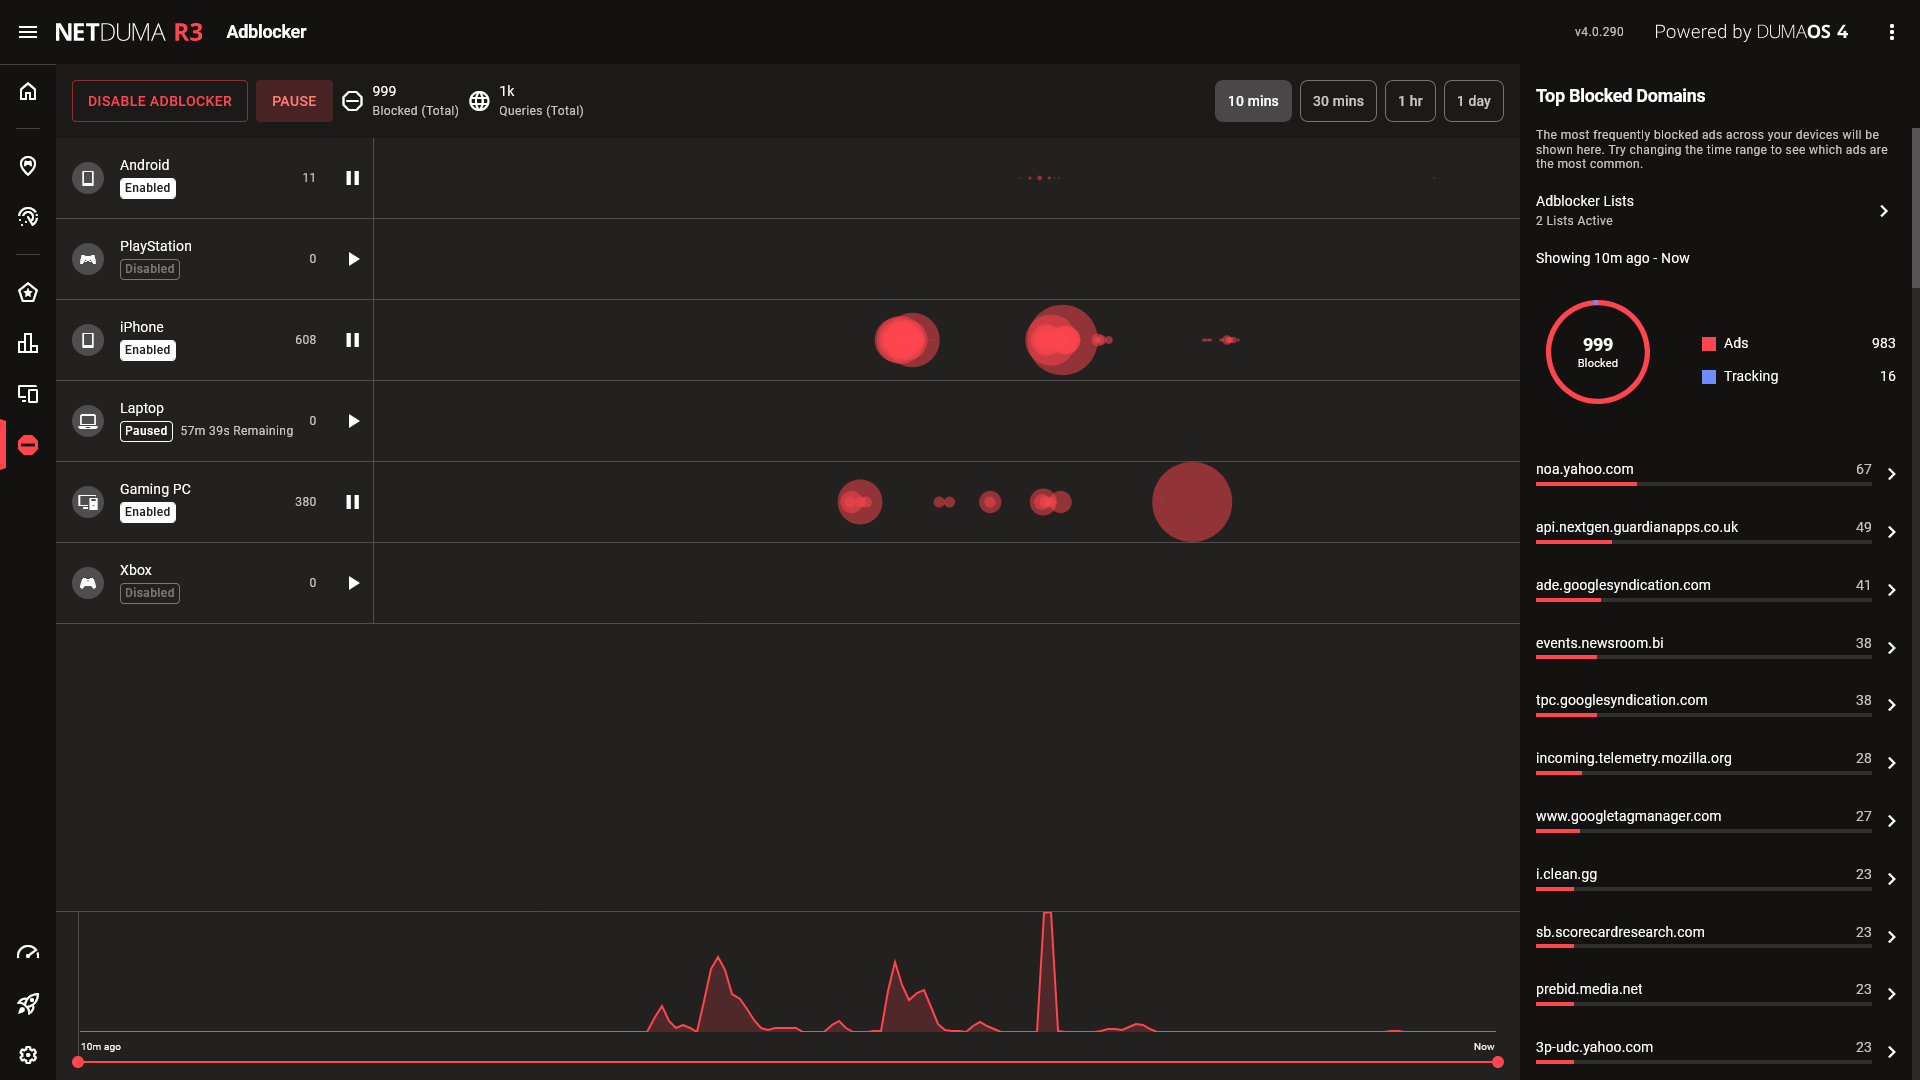 NETDUMA R3 Adblocker
v4.0.290
Powered by DUMAOS 4
DISABLE ADBLOCKER
PAUSE
999
Blocked (Total)
1k
Queries (Total)
10 mins
30 mins
1 hr
1 day
Android
Enabled
11
PlayStation
Disabled
0
iPhone
Enabled
608
Laptop
Paused 57m 39s Remaining
0
Gaming PC
Enabled
380
Xbox
Disabled
0
10m ago
Now
Top Blocked Domains
The most frequently blocked ads across your devices will be
shown here. Try changing the time range to see which ads are
the most common.
Adblocker Lists
2 Lists Active
Showing 10m ago - Now
999
Blocked
Ads 983
Tracking 16
noa.yahoo.com 67
api.nextgen.guardianapps.co.uk 49
ade.googlesyndication.com 41
events.newsroom.bi 38
tpc.googlesyndication.com 38
incoming.telemetry.mozilla.org 28
www.googletagmanager.com 27
i.clean.gg 23
sb.scorecardresearch.com 23
prebid.media.net 23
3p-udc.yahoo.com 23